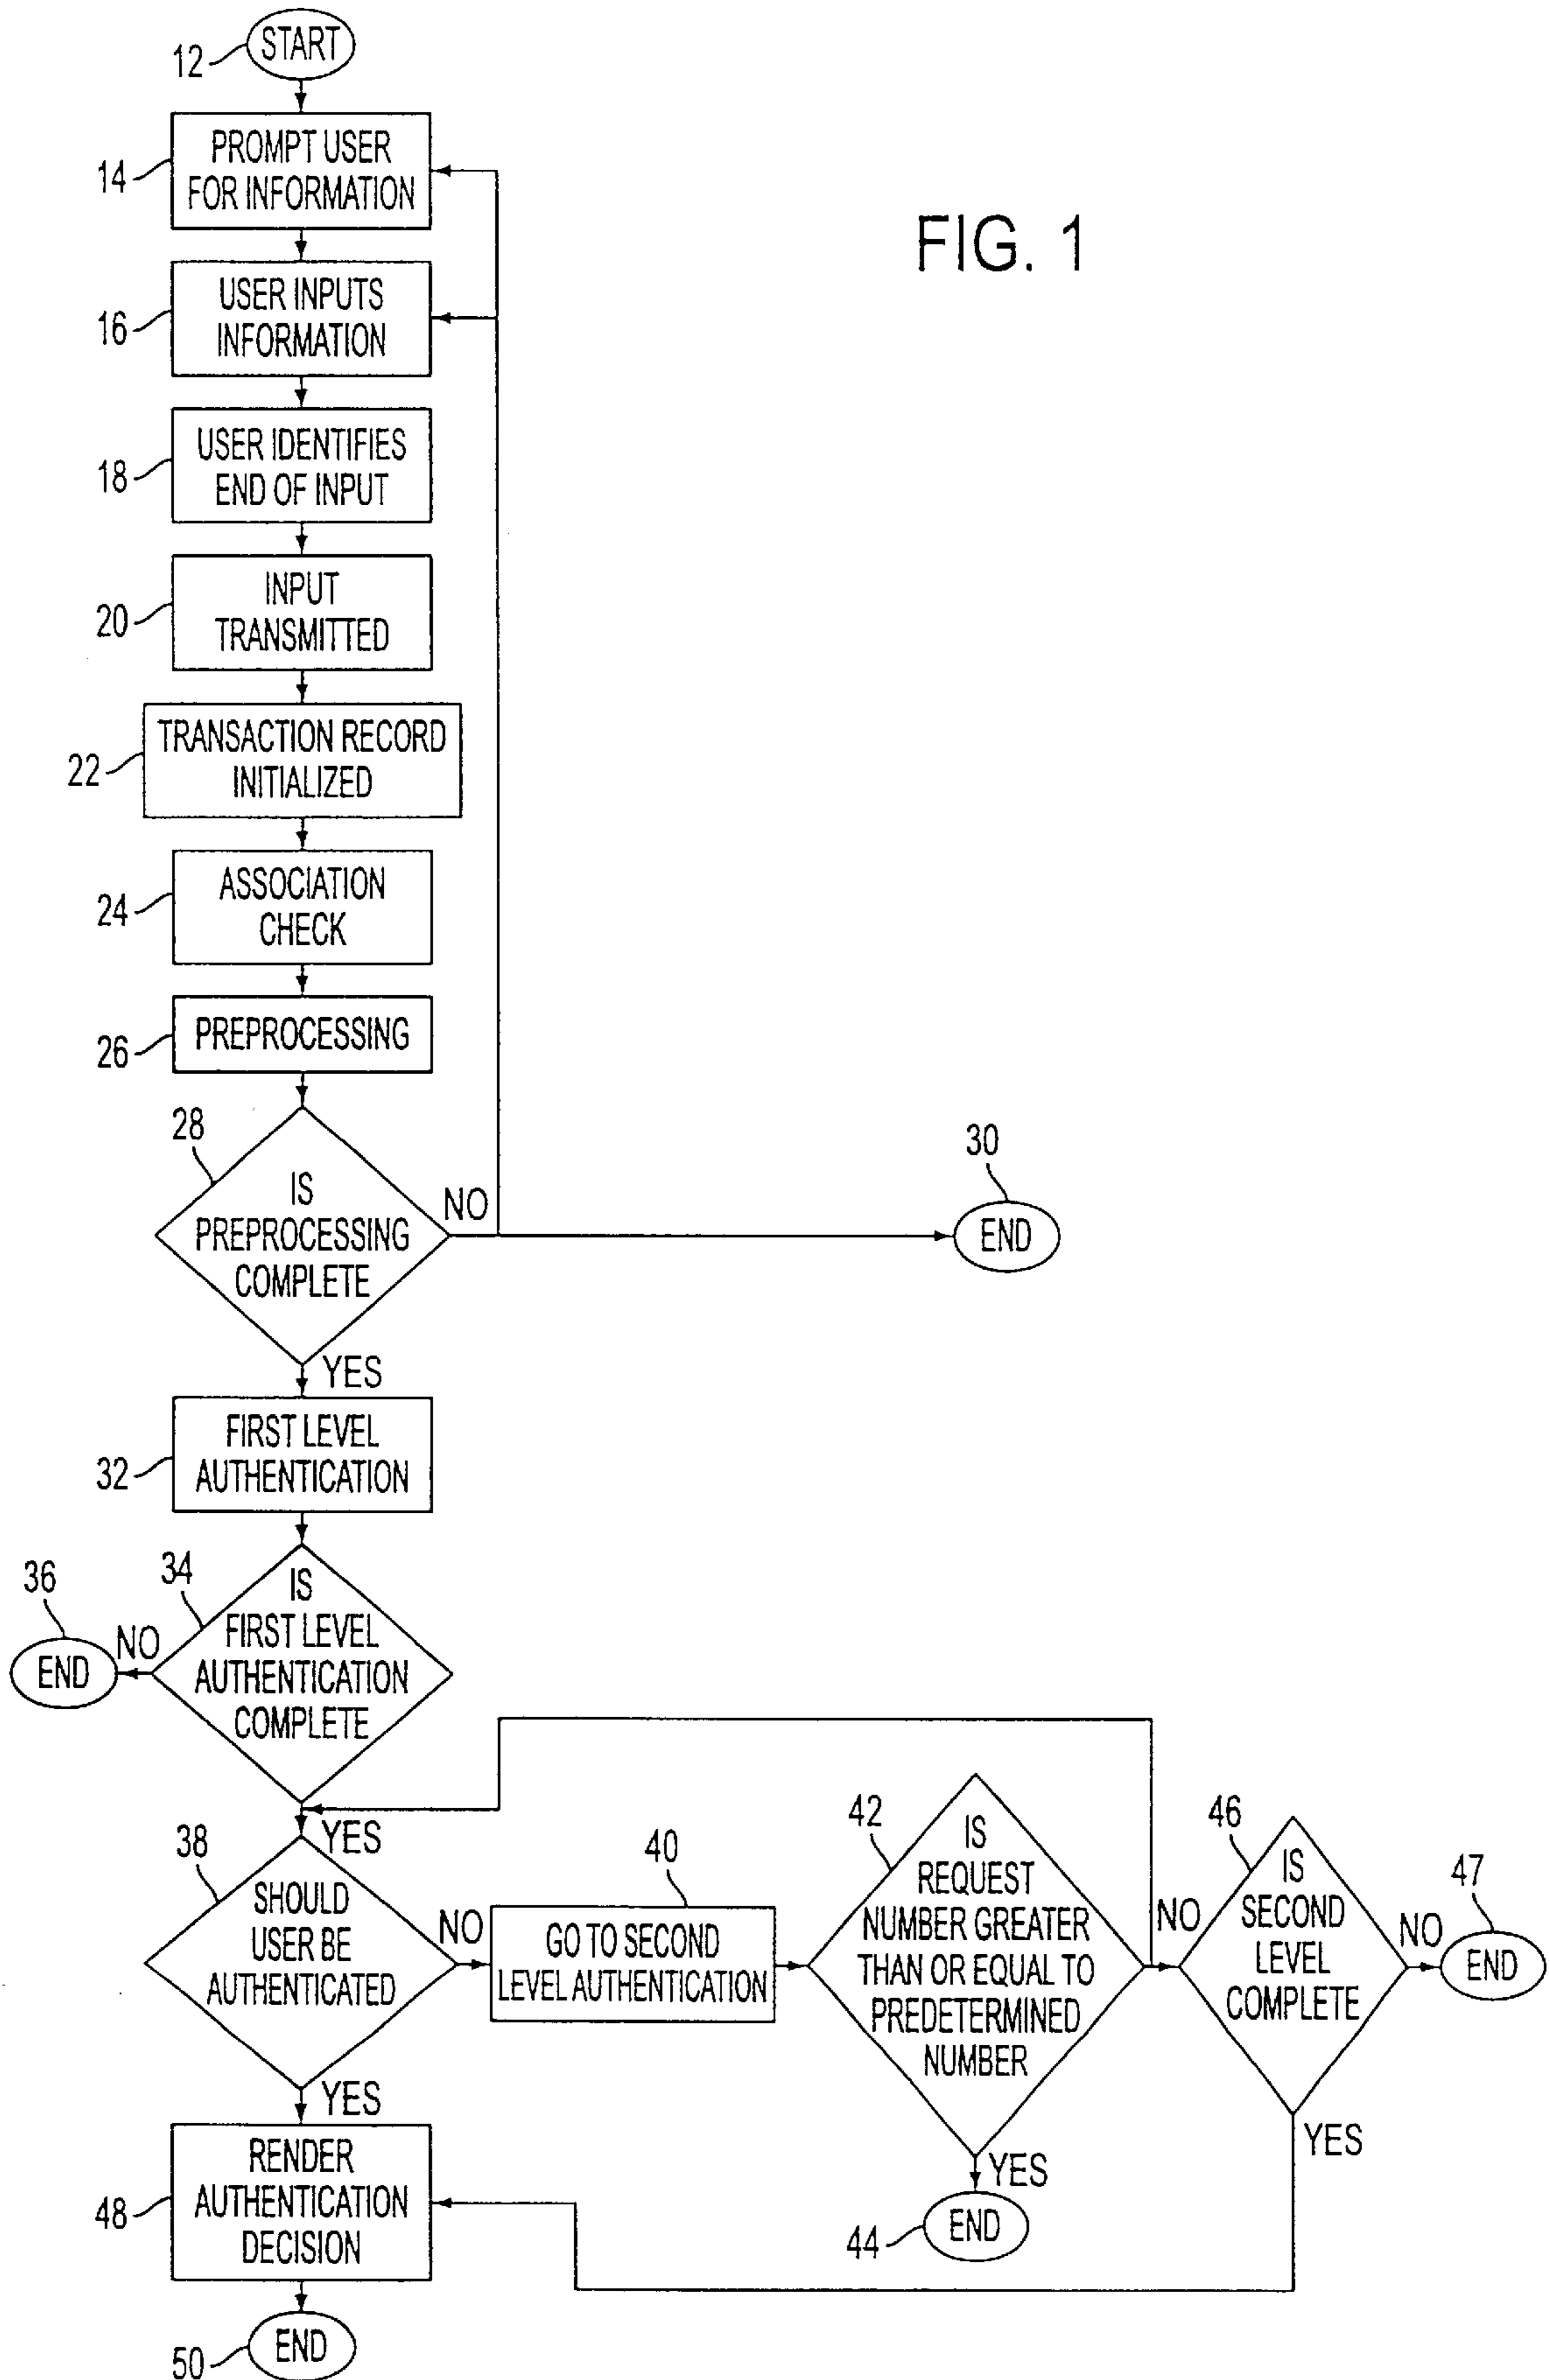 START
12
PROMPT USER
FOR INFORMATION
14
FIG. 1
USER INPUTS
INFORMATION
16
USER IDENTIFIES
END OF INPUT
18
INPUT
TRANSMITTED
20
TRANSACTION RECORD
INITIALIZED
22
ASSOCIATION
CHECK
24
PREPROCESSING
26
28
IS
PREPROCESSING
COMPLETE
NO
30
END
YES
FIRST LEVEL
AUTHENTICATION
32
34
IS
FIRST LEVEL
AUTHENTICATION
COMPLETE
36
NO
END
YES
38
SHOULD
USER BE
AUTHENTICATED
NO
40
GO TO SECOND
LEVEL AUTHENTICATION
42
IS
REQUEST
NUMBER GREATER
THAN OR EQUAL TO
PREDETERMINED
NUMBER
NO
46
IS
SECOND
LEVEL
COMPLETE
NO
47
END
YES
YES
YES
RENDER
AUTHENTICATION
DECISION
48
END
44
END
50